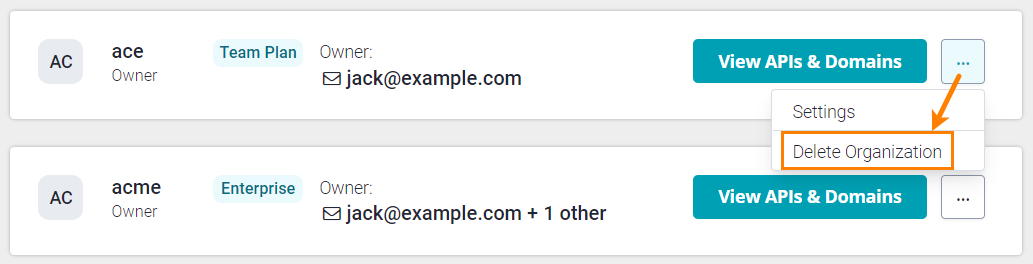 AC
ace
Owner
Team Plan
Owner:
jack@example.com
View APIs & Domains
...
Settings
Delete Organization
AC
acme
Owner
Enterprise
Owner:
jack@example.com + 1 other
View APIs & Domains
...